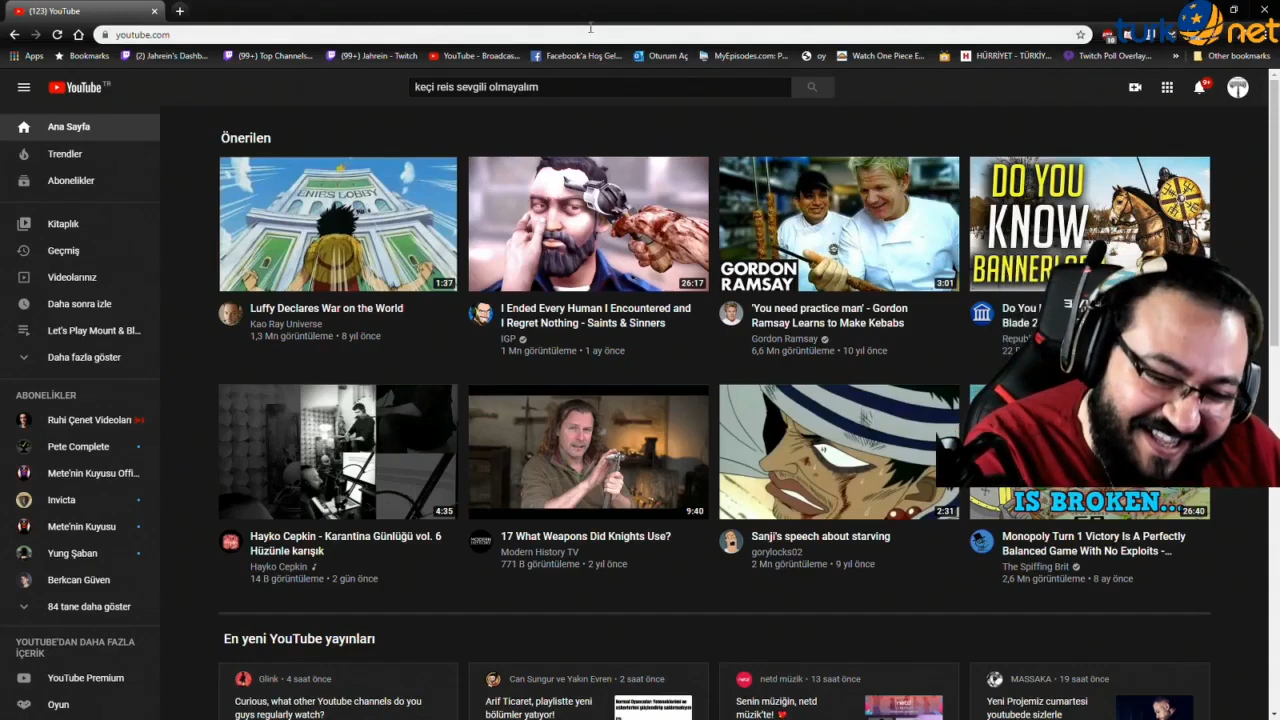 (123) YouTube
turknet
youtube.com
10
Apps
Bookmarks
(2) Jahrein's Dashb...
(99+) Top Channels...
(99+) Jahrein - Twitch
YouTube - Broadcas...
Facebook'a Hoş Gel...
Oturum Aç
MyEpisodes.com: P...
oy
Watch One Piece E...
HÜRRİYET - TÜRKİY...
Twitch Poll Overlay...
Other bookmarks
YouTube TR
keçi reis sevgili olmayalım
9+
Ana Sayfa
Trendler
Abonelikler
Kitaplık
Geçmiş
Videolarınız
Daha sonra izle
Let's Play Mount & Bl...
Daha fazla göster
ABONELİKLER
Ruhi Çenet Videoları
Pete Complete
Mete'nin Kuyusu Offi...
Invicta
Mete'nin Kuyusu
Yung Şaban
Berkcan Güven
84 tane daha göster
YOUTUBE'DAN DAHA FAZLA
İÇERİK
YouTube Premium
Oyun
Önerilen
ENIES LOBBY
1:37
Luffy Declares War on the World
Kao Ray Universe
1,3 Mn görüntüleme • 8 yıl önce
26:17
I Ended Every Human I Encountered and
I Regret Nothing - Saints & Sinners
IGP
1 Mn görüntüleme • 1 ay önce
GORDON
RAMSAY
3:01
'You need practice man' - Gordon
Ramsay Learns to Make Kebabs
Gordon Ramsay
6,6 Mn görüntüleme • 10 yıl önce
DO YOU
KNOW
Do You
Blade 2
22
4:35
Hayko Cepkin - Karantina Günlüğü vol. 6
Hüzünle karışık
Hayko Cepkin
14 B görüntüleme • 2 gün önce
9:40
17 What Weapons Did Knights Use?
Modern History TV
771 B görüntüleme • 2 yıl önce
2:31
Sanji's speech about starving
gorylocks02
2 Mn görüntüleme • 9 yıl önce
IS BROKEN...
26:40
Monopoly Turn 1 Victory Is A Perfectly
Balanced Game With No Exploits -...
The Spiffing Brit
2,6 Mn görüntüleme • 8 ay önce
En yeni YouTube yayınları
Glink • 4 saat önce
Curious, what other Youtube channels do
you guys regularly watch?
Can Sungur ve Yakın Evren • 2 saat önce
Arif Ticaret, playlistte yeni
bölümler yatıyor!
netd müzik • 13 saat önce
Senin müziğin, netd
müzik'te!
MASSAKA • 19 saat önce
Yeni Projemiz cumartesi
youtubede sizlerle